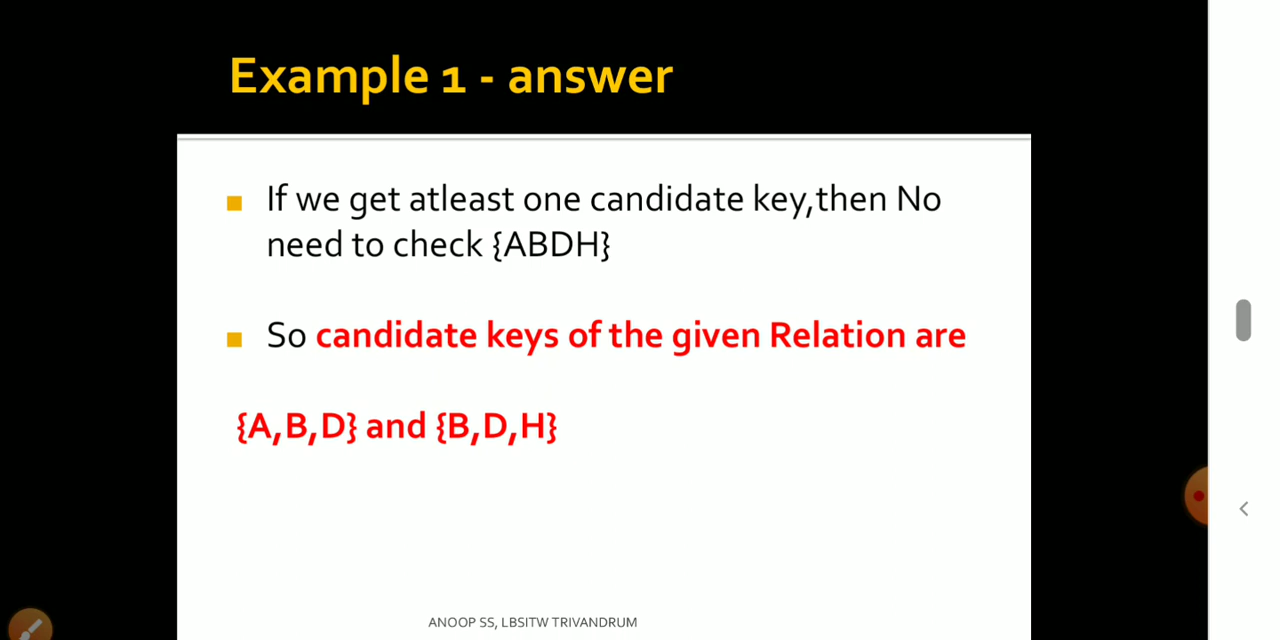 Example 1 - answer
If we get atleast one candidate key,then No
need to check {ABDH}
So candidate keys of the given Relation are
{A,B,D} and {B,D,H}
ANOOP SS, LBSITW TRIVANDRUM